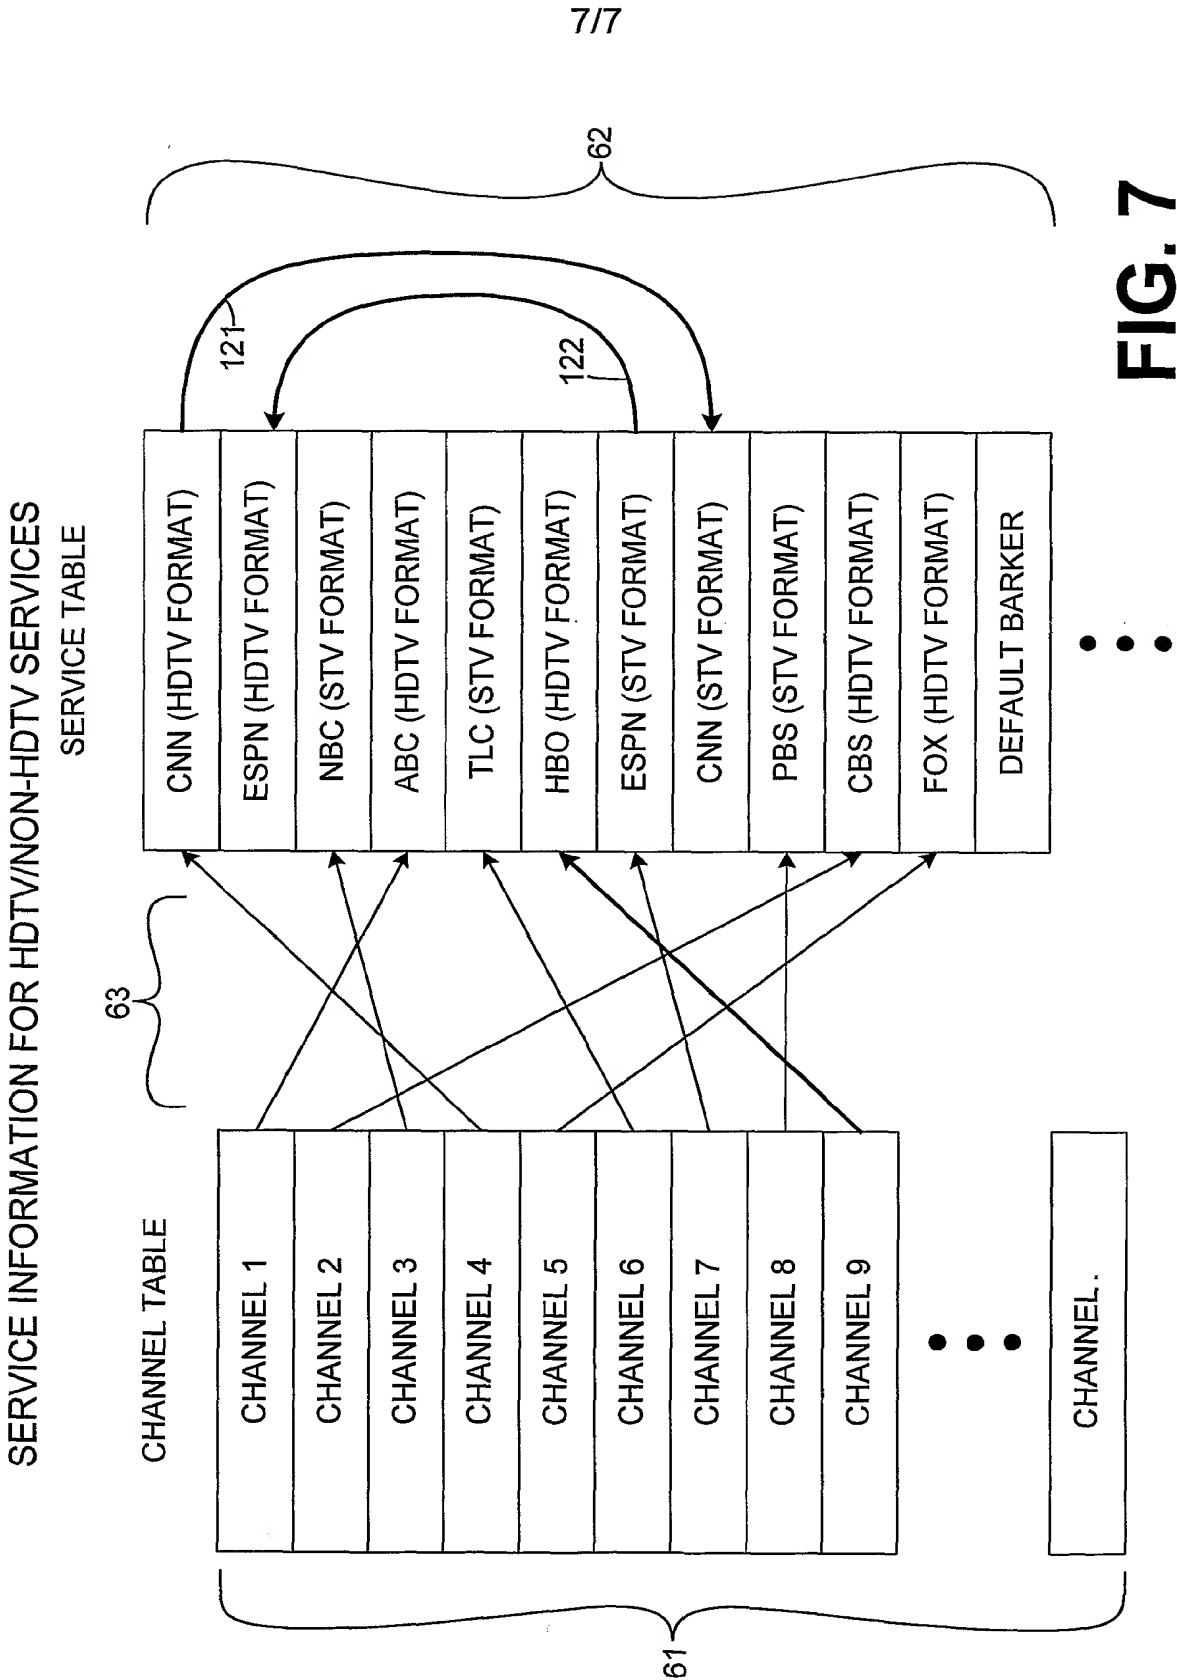 7/7
SERVICE INFORMATION FOR HDTV/NON-HDTV SERVICES
CHANNEL TABLE
CHANNEL 1
CHANNEL 2
CHANNEL 3
CHANNEL 4
CHANNEL 5
CHANNEL 6
CHANNEL 7
CHANNEL 8
CHANNEL 9
CHANNEL.
61
63
SERVICE TABLE
CNN (HDTV FORMAT)
ESPN (HDTV FORMAT)
NBC (STV FORMAT)
ABC (HDTV FORMAT)
TLC (STV FORMAT)
HBO (HDTV FORMAT)
ESPN (STV FORMAT)
CNN (STV FORMAT)
PBS (STV FORMAT)
CBS (HDTV FORMAT)
FOX (HDTV FORMAT)
DEFAULT BARKER
121
122
62
FIG. 7